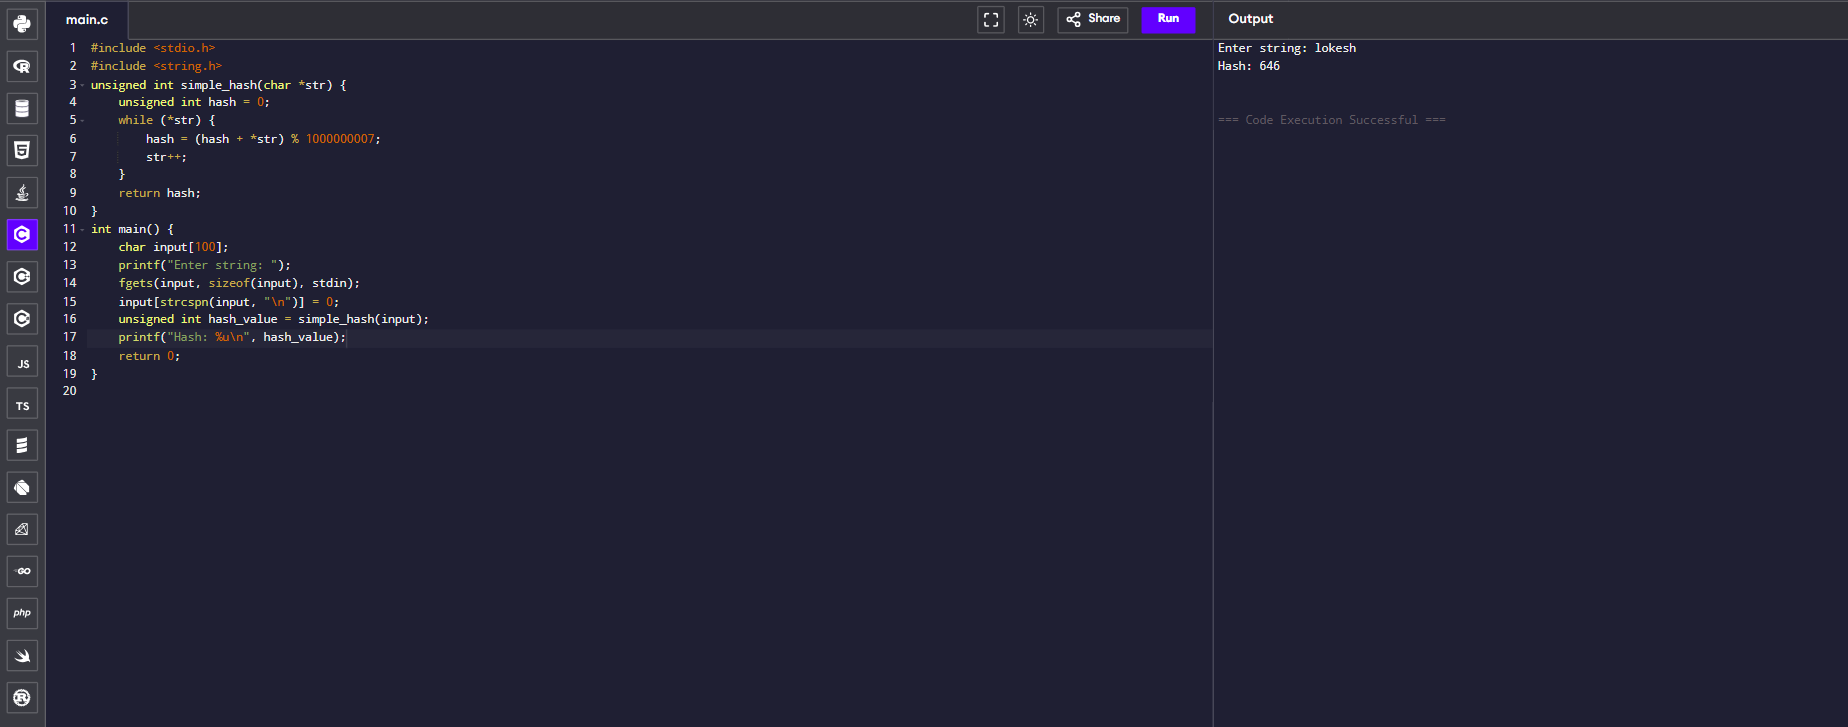 main.c
Share
Run
Output
1 #include <stdio.h>
2 #include <string.h>
3 unsigned int simple_hash(char *str) {
4     unsigned int hash = 0;
5     while (*str) {
6         hash = (hash + *str) % 1000000007;
7         str++;
8     }
9     return hash;
10 }
11 int main() {
12     char input[100];
13     printf("Enter string: ");
14     fgets(input, sizeof(input), stdin);
15     input[strcspn(input, "\n")] = 0;
16     unsigned int hash_value = simple_hash(input);
17     printf("Hash: %u\n", hash_value);
18     return 0;
19 }
20
Enter string: lokesh
Hash: 646
=== Code Execution Successful ===
R
5
C
C
C
JS
TS
GO
php
R